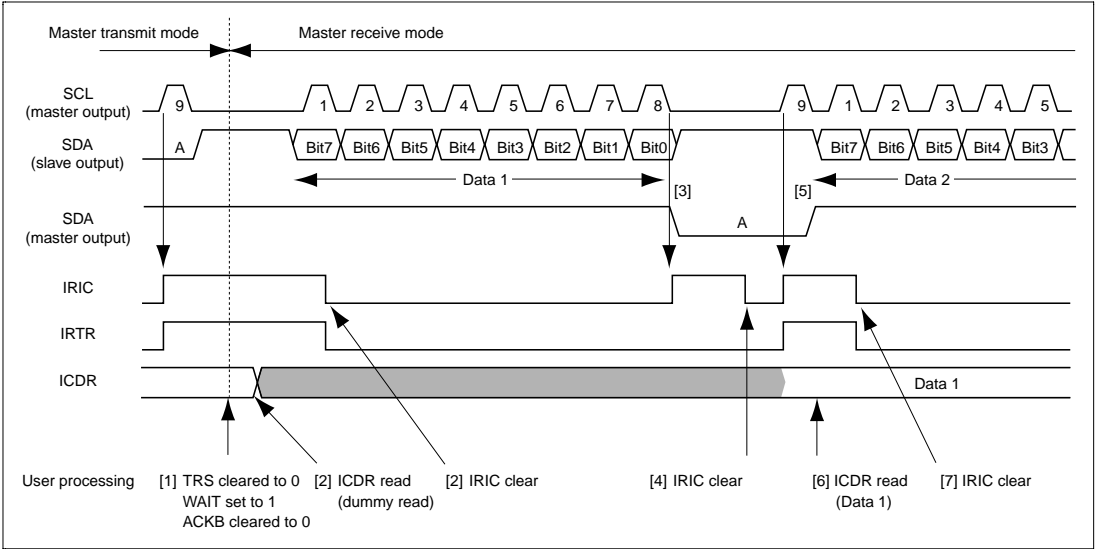 Master transmit mode Master receive mode
SCL
(master output)
9 1 2 3 4 5 6 7 8 9 1 2 3 4 5
SDA
(slave output)
A Bit7 Bit6 Bit5 Bit4 Bit3 Bit2 Bit1 Bit0 Bit7 Bit6 Bit5 Bit4 Bit3
Data 1 [3] [5] Data 2
SDA
(master output)
A
IRIC
IRTR
ICDR
Data 1
User processing [1] TRS cleared to 0 [2] ICDR read [2] IRIC clear [4] IRIC clear [6] ICDR read [7] IRIC clear
WAIT set to 1 (dummy read) (Data 1)
ACKB cleared to 0